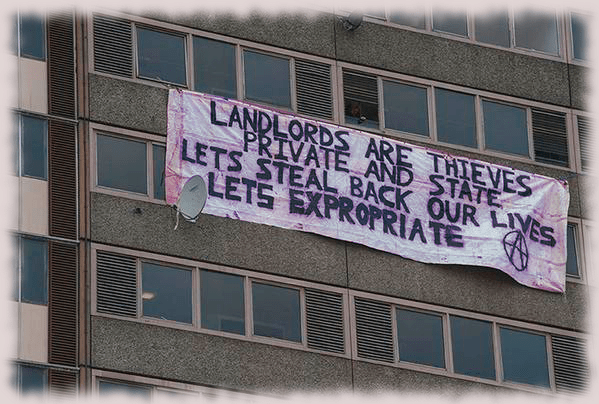 LANDLORDS ARE THIEVES
PRIVATE AND STATE
LETS STEAL BACK OUR LIVES
LETS EXPROPRIATE